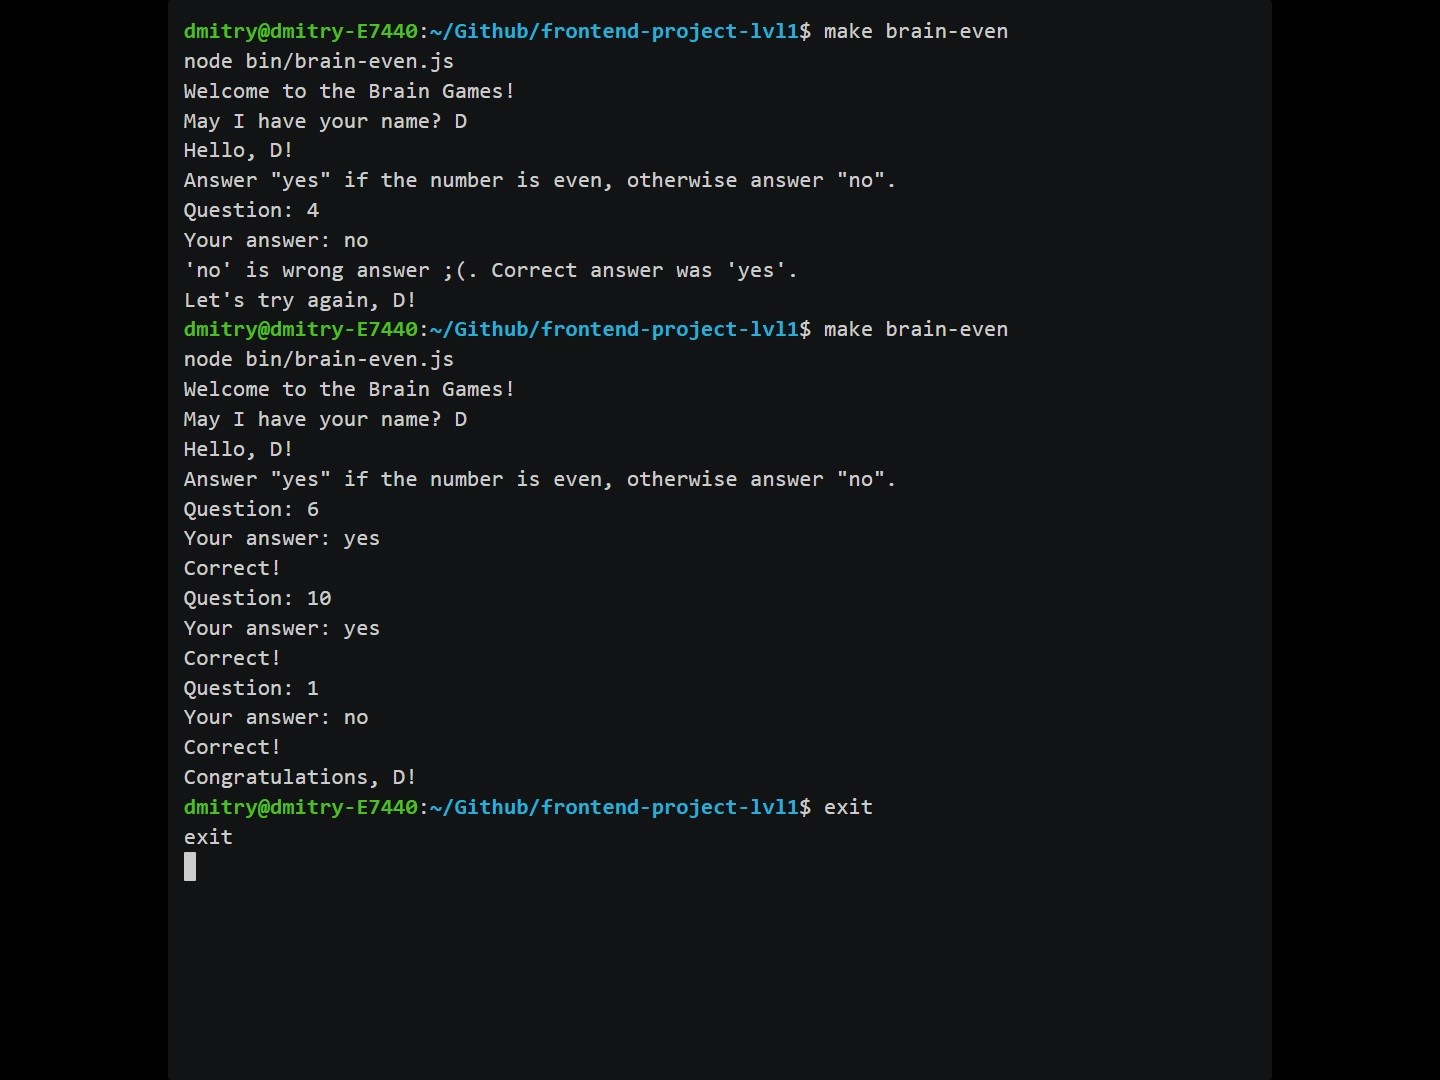 dmitry@dmitry-E7440:~/Github/frontend-project-lvl1$ make brain-even
node bin/brain-even.js
Welcome to the Brain Games!
May I have your name? D
Hello, D!
Answer "yes" if the number is even, otherwise answer "no".
Question: 4
Your answer: no
'no' is wrong answer ;(. Correct answer was 'yes'.
Let's try again, D!
dmitry@dmitry-E7440:~/Github/frontend-project-lvl1$ make brain-even
node bin/brain-even.js
Welcome to the Brain Games!
May I have your name? D
Hello, D!
Answer "yes" if the number is even, otherwise answer "no".
Question: 6
Your answer: yes
Correct!
Question: 10
Your answer: yes
Correct!
Question: 1
Your answer: no
Correct!
Congratulations, D!
dmitry@dmitry-E7440:~/Github/frontend-project-lvl1$ exit
exit